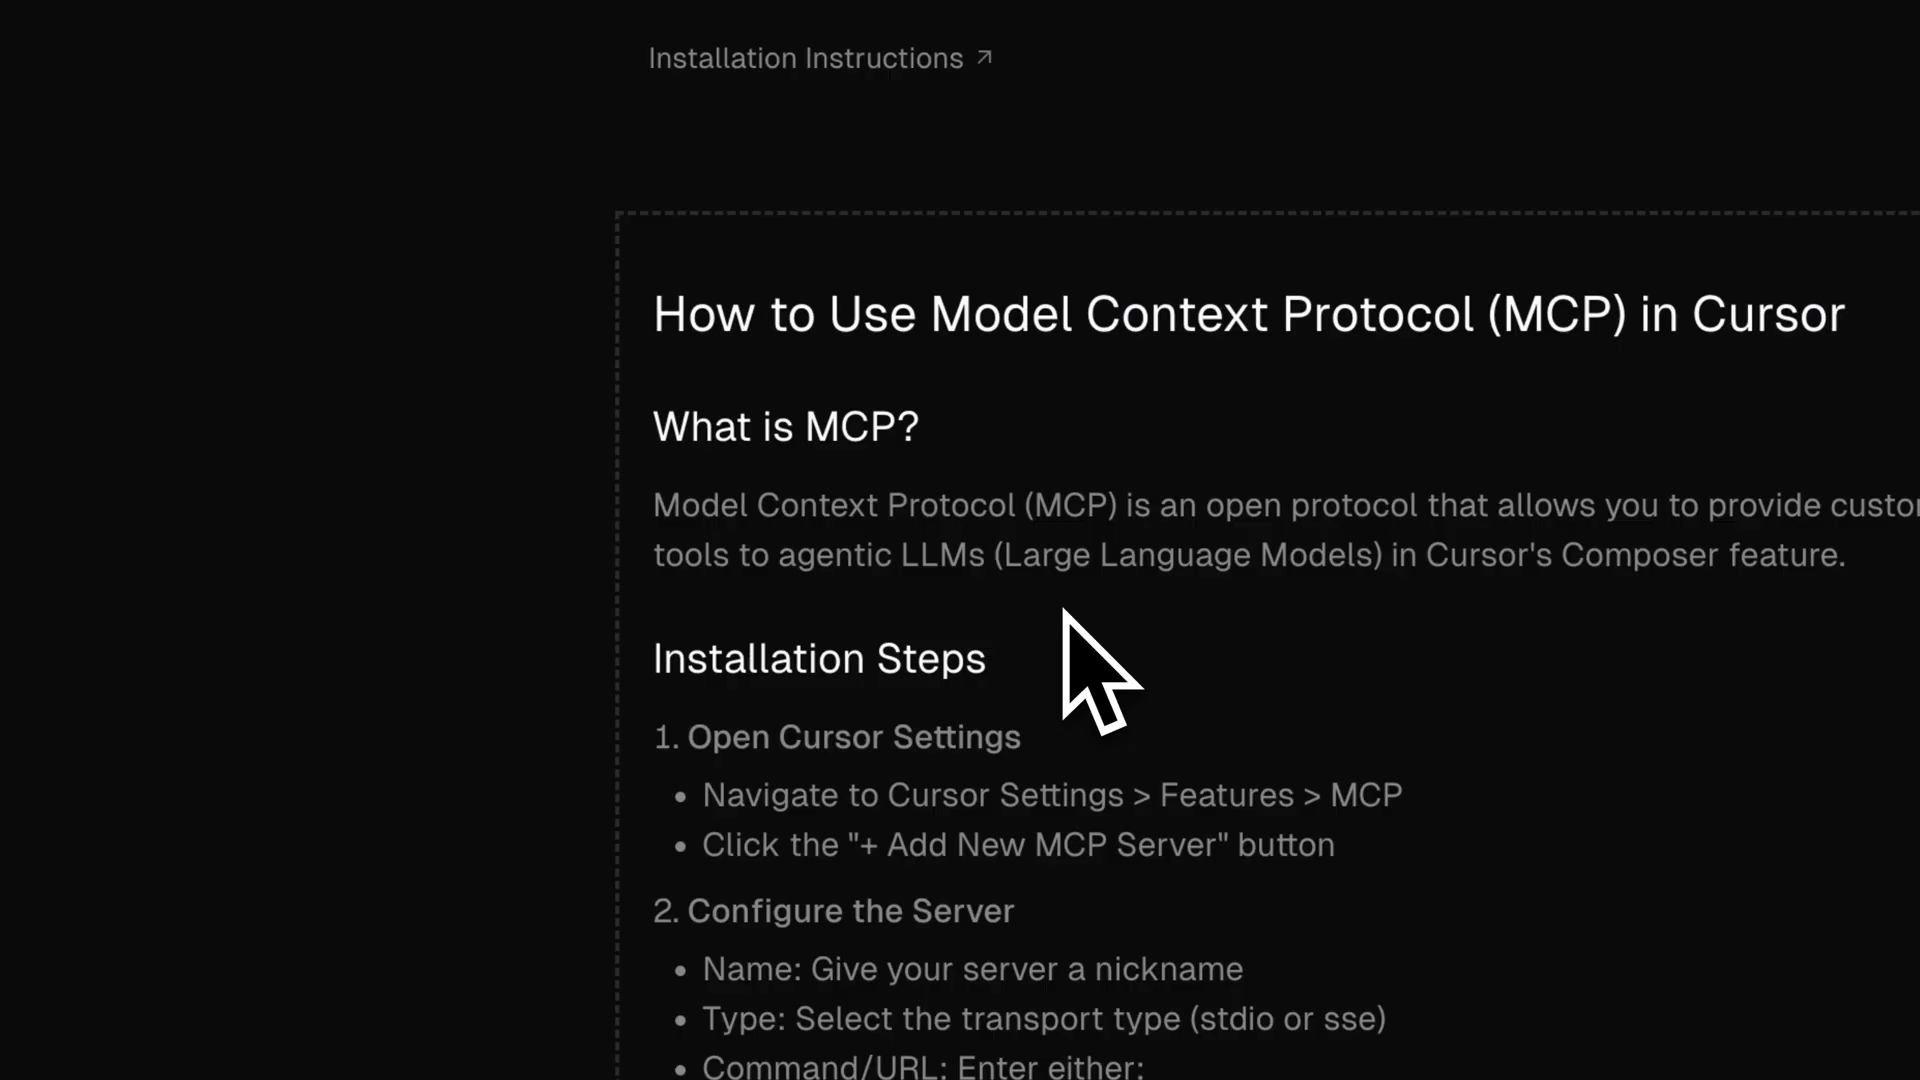 Installation Instructions ↗
How to Use Model Context Protocol (MCP) in Cursor
What is MCP?
Model Context Protocol (MCP) is an open protocol that allows you to provide
tools to agentic LLMs (Large Language Models) in Cursor's Composer feature.
Installation Steps
1. Open Cursor Settings
• Navigate to Cursor Settings > Features > MCP
• Click the "+ Add New MCP Server" button
2. Configure the Server
• Name: Give your server a nickname
• Type: Select the transport type (stdio or sse)
• Command/URL: Enter either: